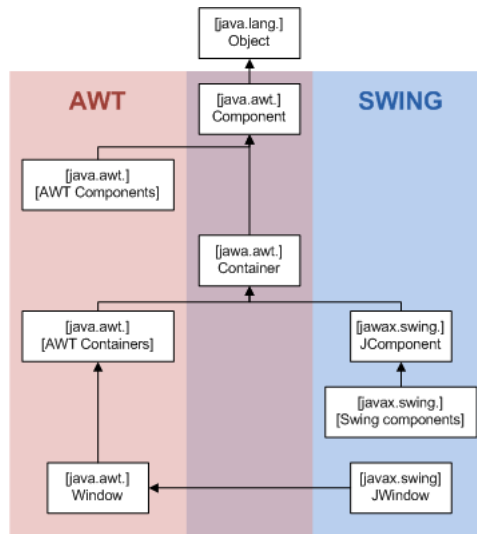 [java.lang.]
Object
AWT
[java.awt.]
Component
SWING
[java.awt.]
[AWT Components]
[jawa.awt.]
Container
[java.awt.]
[AWT Containers]
[jawax.swing.]
JComponent
[javax.swing.]
[Swing components]
[java.awt.]
Window
[javax.swing]
JWindow